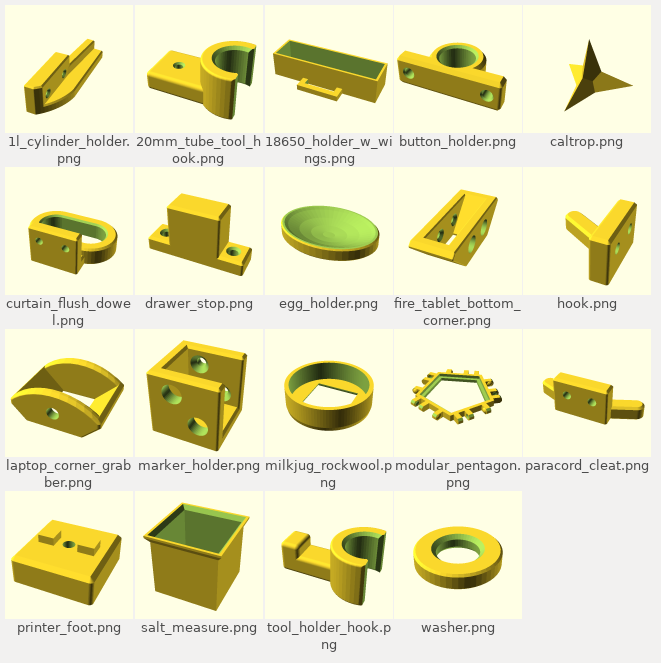 1l_cylinder_holder.
png
20mm_tube_tool_h
ook.png
18650_holder_w_wi
ngs.png
button_holder.png
caltrop.png
curtain_flush_dowe
l.png
drawer_stop.png
egg_holder.png
fire_tablet_bottom_
corner.png
hook.png
laptop_corner_grab
ber.png
marker_holder.png
milkjug_rockwool.p
ng
modular_pentagon.
png
paracord_cleat.png
printer_foot.png
salt_measure.png
tool_holder_hook.p
ng
washer.png